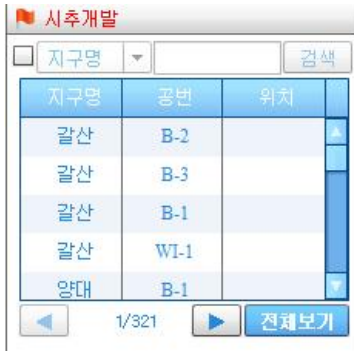 시추개발
지구명 검색
지구명 공번 위치
갈산 B-2
갈산 B-3
갈산 B-1
갈산 WI-1
양대 B-1
1/321 전체보기